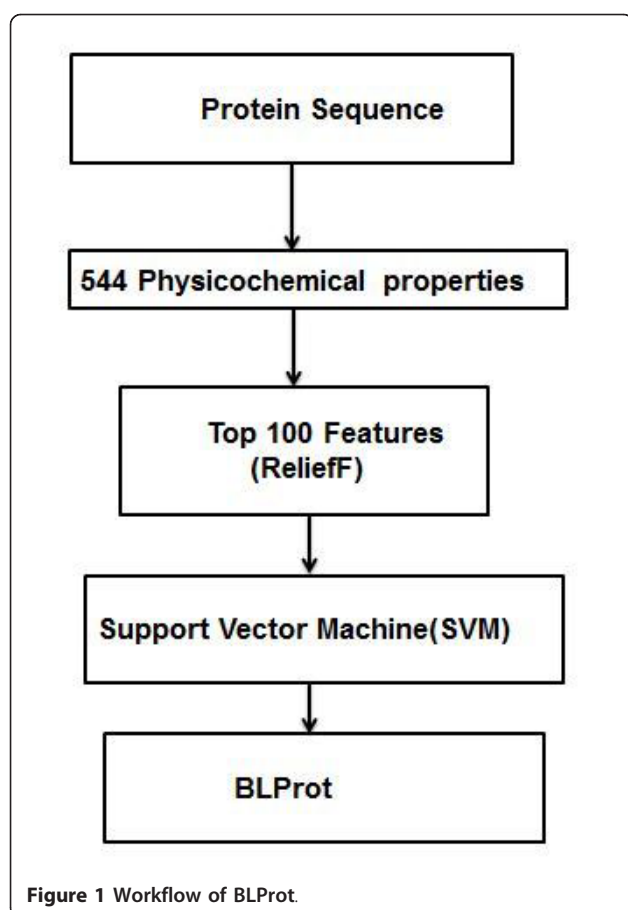 Protein Sequence
544 Physicochemical properties
Top 100 Features
(ReliefF)
Support Vector Machine(SVM)
BLProt
Figure 1 Workflow of BLProt.